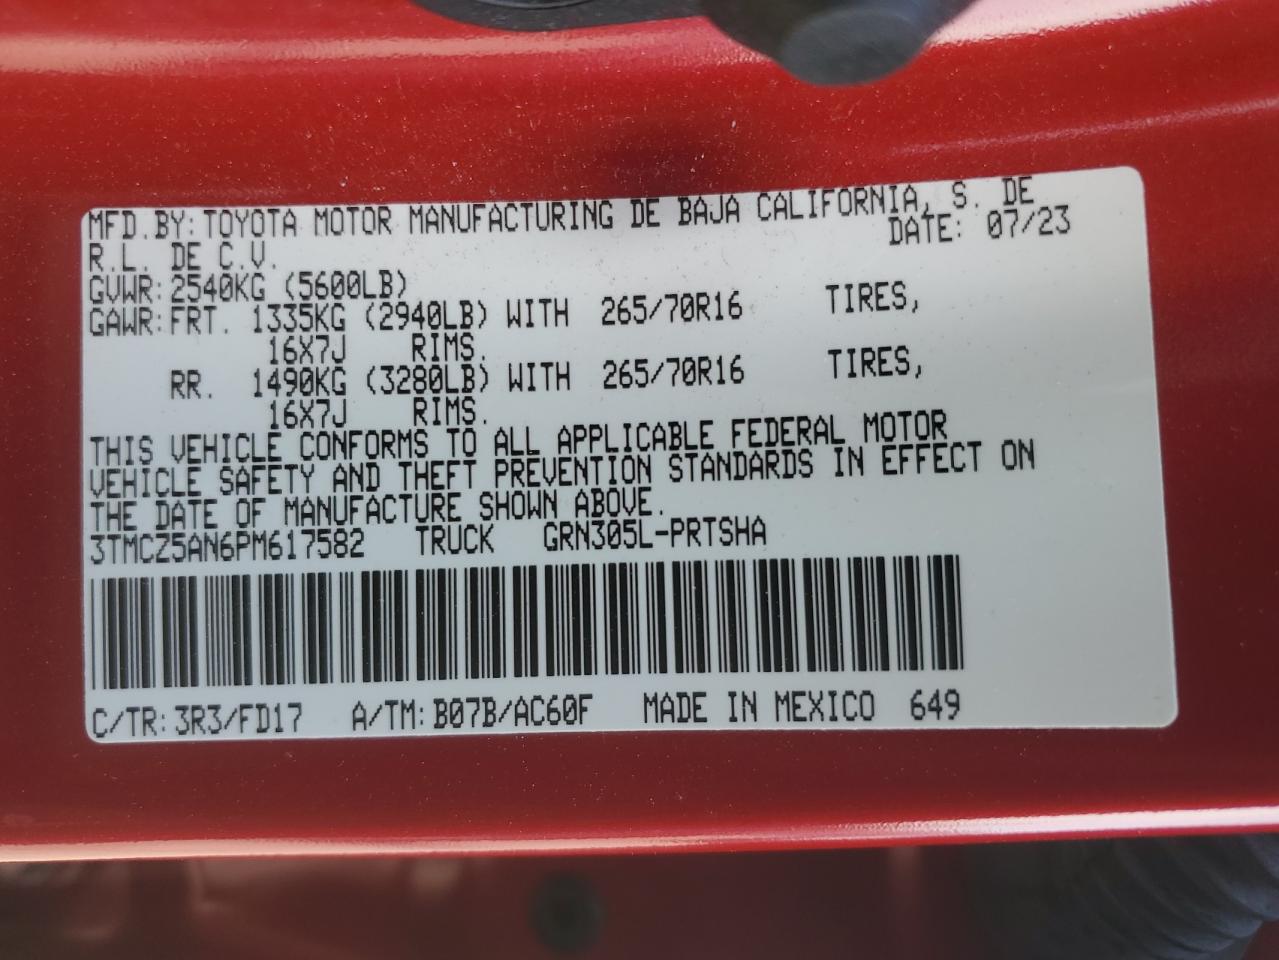 MFD. BY: TOYOTA MOTOR MANUFACTURING DE BAJA CALIFORNIA, S. DE
R.L. DE C.V. DATE: 07/23
GVWR: 2540KG (5600LB)
GAWR: FRT. 1335KG (2940LB) WITH 265/70R16 TIRES,
16X7J RIMS.
RR. 1490KG (3280LB) WITH 265/70R16 TIRES,
16X7J RIMS.
THIS VEHICLE CONFORMS TO ALL APPLICABLE FEDERAL MOTOR
VEHICLE SAFETY AND THEFT PREVENTION STANDARDS IN EFFECT ON
THE DATE OF MANUFACTURE SHOWN ABOVE.
3TMCZ5AN6PM617582 TRUCK GRN305L-PRTSHA
C/TR: 3R3/FD17 A/TM: B07B/AC60F MADE IN MEXICO 649